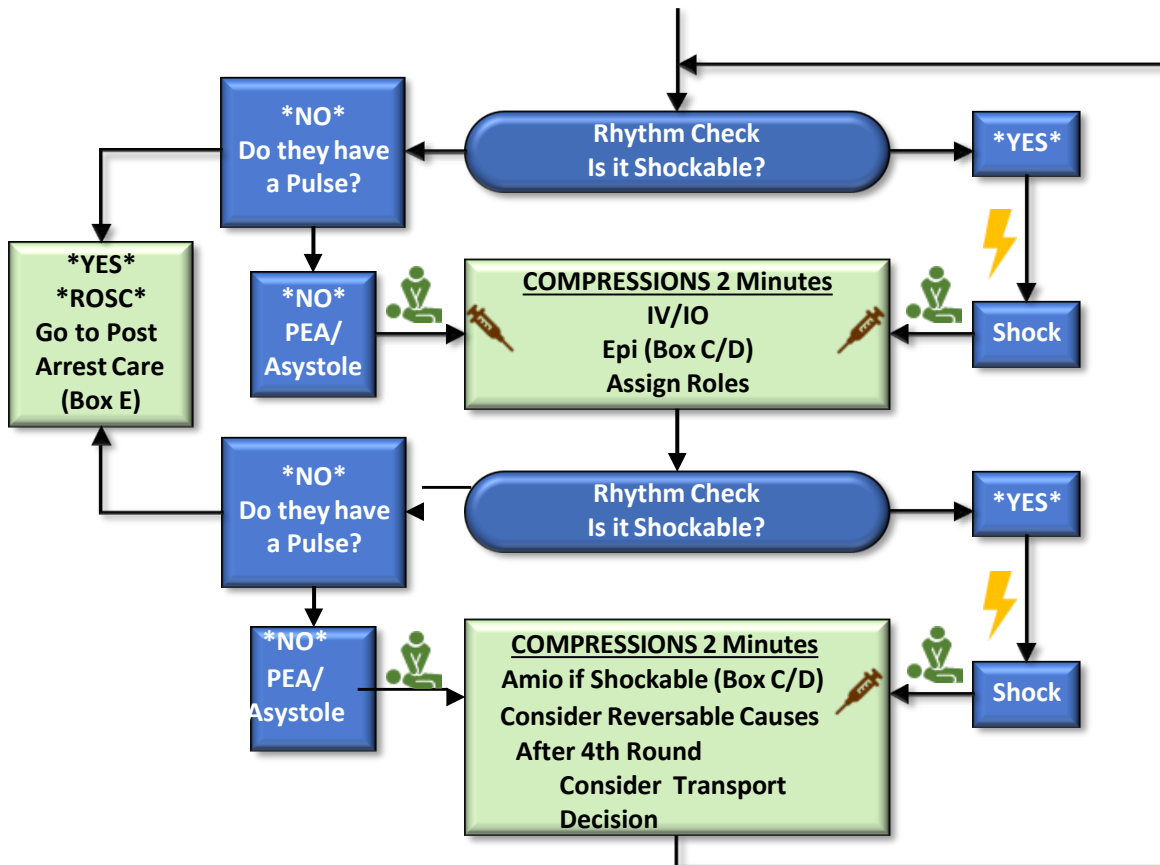 *NO*
Do they have
a Pulse?
Rhythm Check
Is it Shockable?
*YES*
*YES*
*ROSC*
Go to Post
Arrest Care
(Box E)
*NO*
PEA/
Asystole
COMPRESSIONS 2 Minutes
IV/IO
Epi (Box C/D)
Assign Roles
Shock
*NO*
Do they have
a Pulse?
Rhythm Check
Is it Shockable?
*YES*
*NO*
PEA/
Asystole
COMPRESSIONS 2 Minutes
Amio if Shockable (Box C/D)
Consider Reversable Causes
After 4th Round
Consider Transport
Decision
Shock